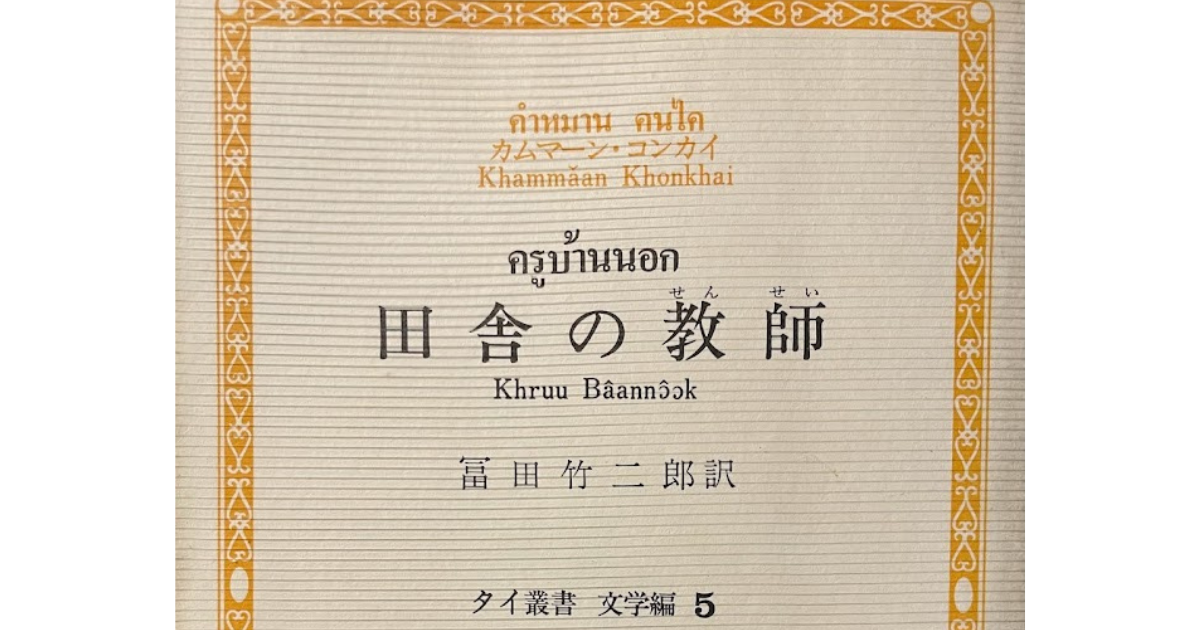 คำหมาน คนไค
カムマーン・コンカイ
Khammǎan Khonkhai
ครูบ้านนอก
せん せい
田舎の教師
Khruu Bâannɔ̂ɔk
冨田竹二郎訳
タイ叢書 文学編 5